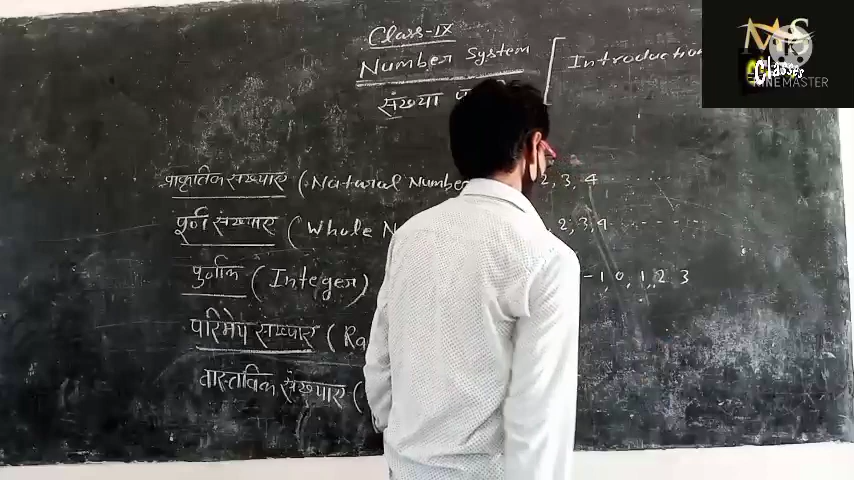 Class-IX
Number System [ Introduction
संख्या
प्राकृतिक संख्याए (Natural Number 2, 3, 4
पूर्ण संख्याए (Whole N 2, 3, 4 . . . . . . .
पुर्णांक (Integer) -1, 0, 1, 2, 3
परिमेय संख्याए (Ra
वास्तविक संख्याए (
MS
Classes
KINEMASTER